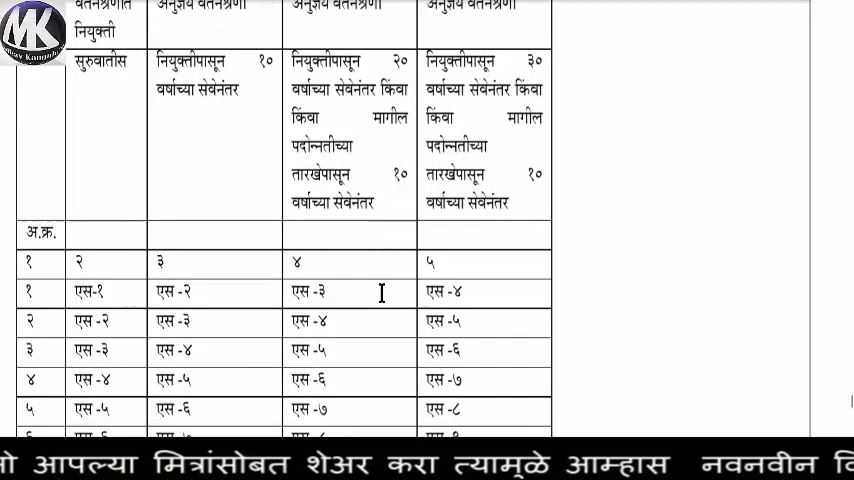 वेतनश्रेणीत अनुज्ञेय वेतनश्रेणी अनुज्ञेय वेतनश्रेणी अनुज्ञेय वेतनश्रेणी
नियुक्ती
सुरुवातीस नियुक्तीपासून १० नियुक्तीपासून २० नियुक्तीपासून ३०
वर्षाच्या सेवेनंतर वर्षाच्या सेवेनंतर किंवा वर्षाच्या सेवेनंतर किंवा
किंवा मागील किंवा मागील
पदोन्नतीच्या पदोन्नतीच्या
तारखेपासून १० तारखेपासून १०
वर्षाच्या सेवेनंतर वर्षाच्या सेवेनंतर
अ.क्र.
१ २ ३ ४ ५
१ एस-१ एस -२ एस -३ एस -४
२ एस -२ एस -३ एस -४ एस -५
३ एस -३ एस -४ एस -५ एस -६
४ एस -४ एस -५ एस -६ एस -७
५ एस -५ एस -६ एस -७ एस -८
MK
आपल्या मित्रांसोबत शेअर करा त्यामुळे आम्हास नवनवीन